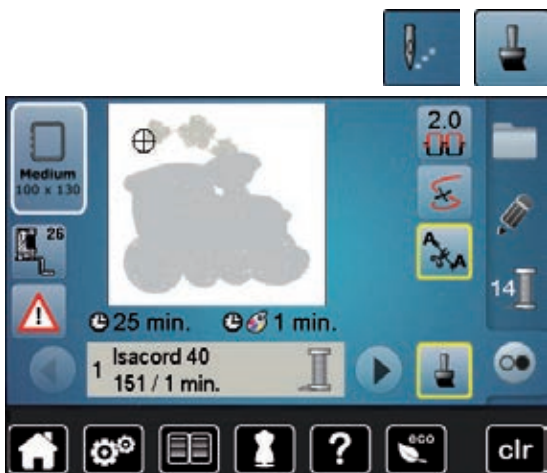 2.0
Medium
100 x 130
26
A
A
14
25 min.
1 min.
1
Isacord 40
151 / 1 min.
?
eco
clr